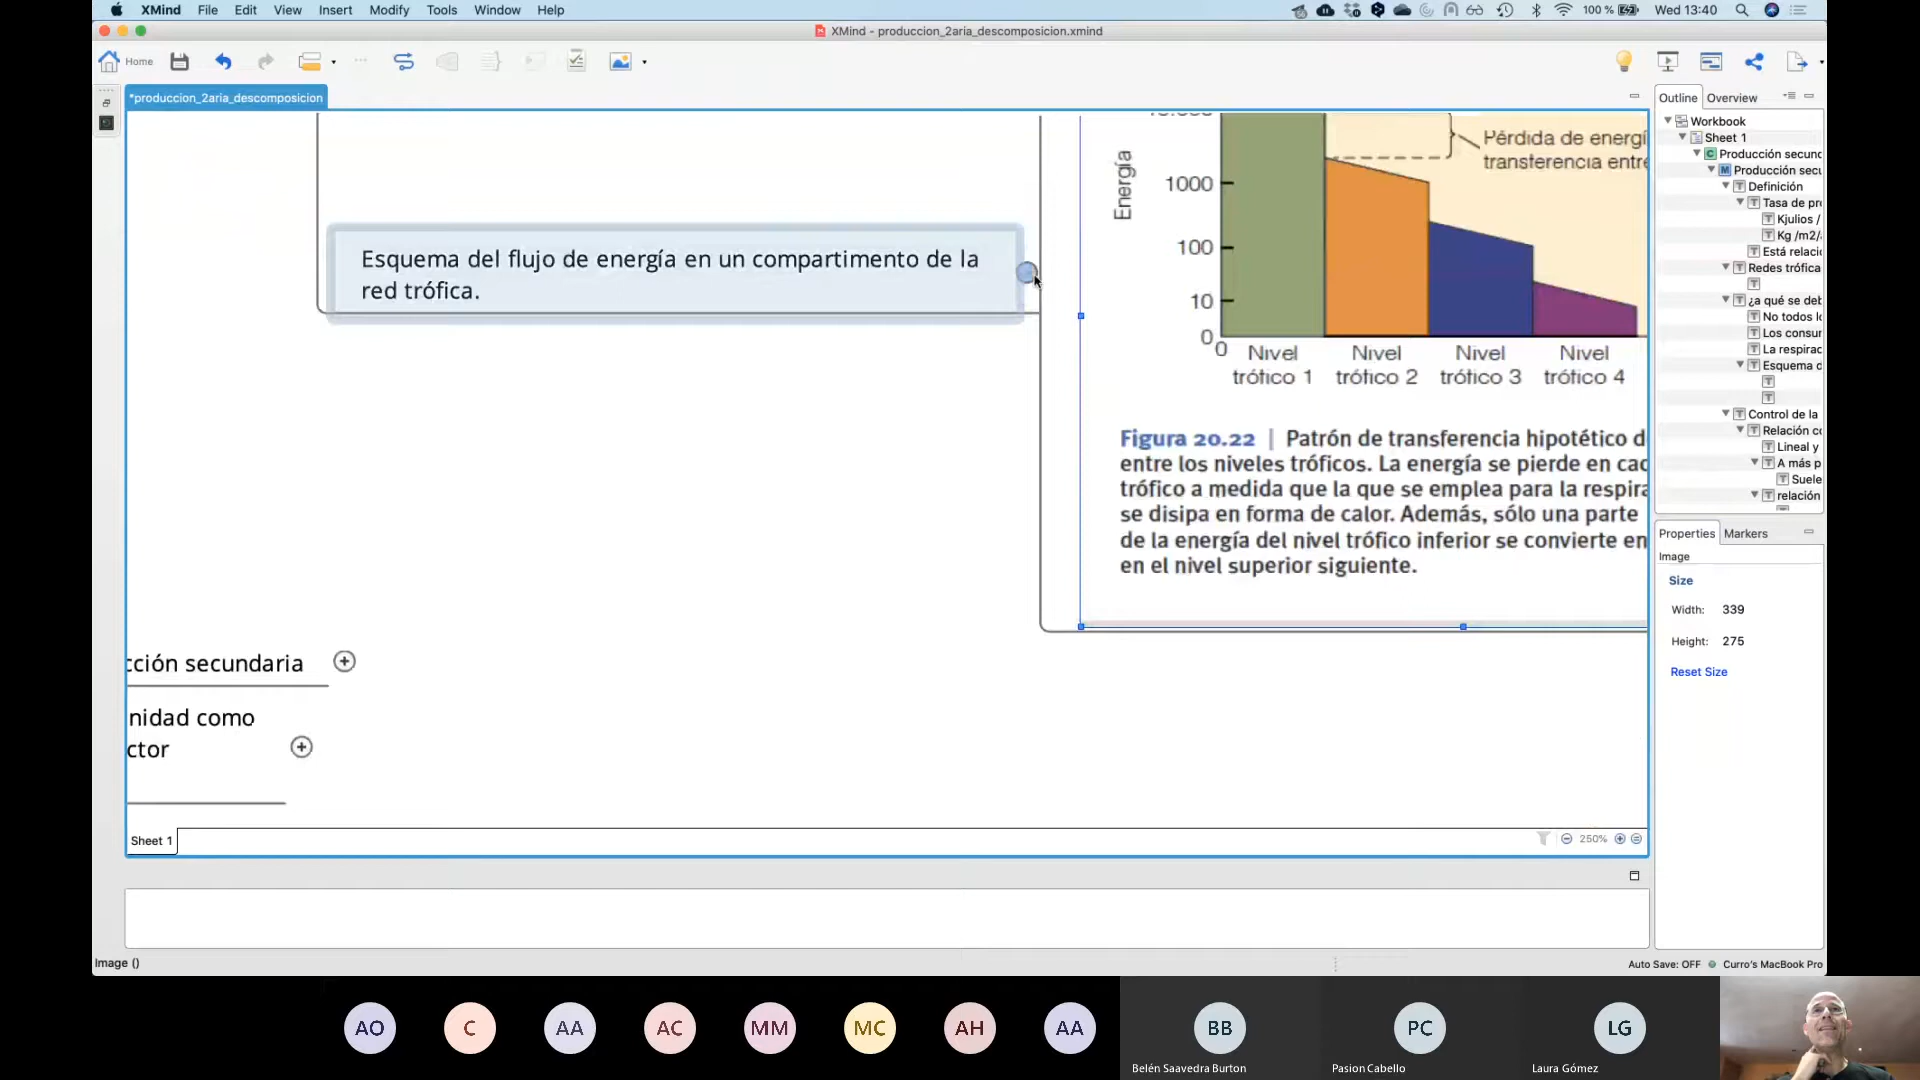 XMind File Edit View Insert Modify Tools Window Help
100 % Wed 13:40
XMind - produccion_2aria_descomposicion.xmind
Home
*produccion_2aria_descomposicion
Esquema del flujo de energía en un compartimento de la
red trófica.
Energía
1000
100
10
0
0
Pérdida de energí
transferencia entre
Nivel
trófico 1
Nivel
trófico 2
Nivel
trófico 3
Nivel
trófico 4
Figura 20.22 | Patrón de transferencia hipotético d
entre los niveles tróficos. La energía se pierde en cac
trófico a medida que la que se emplea para la respira
se disipa en forma de calor. Además, sólo una parte
de la energía del nivel trófico inferior se convierte en
en el nivel superior siguiente.
cción secundaria
nidad como
ctor
Sheet 1
250%
Outline Overview
Workbook
Sheet 1
Producción secunc
Producción secu
Definición
Tasa de pr
Kjulios /
Kg /m2/
Está relaci
Redes trófica
¿a qué se deb
No todos lo
Los consur
La respirac
Esquema d
Control de la
Relación co
Lineal y
A más p
Suele
relación
Properties Markers
Image
Size
Width: 339
Height: 275
Reset Size
Image ()
Auto Save: OFF Curro's MacBook Pro
AO C AA AC MM MC AH AA BB PC LG
Belén Saavedra Burton
Pasion Cabello
Laura Gómez